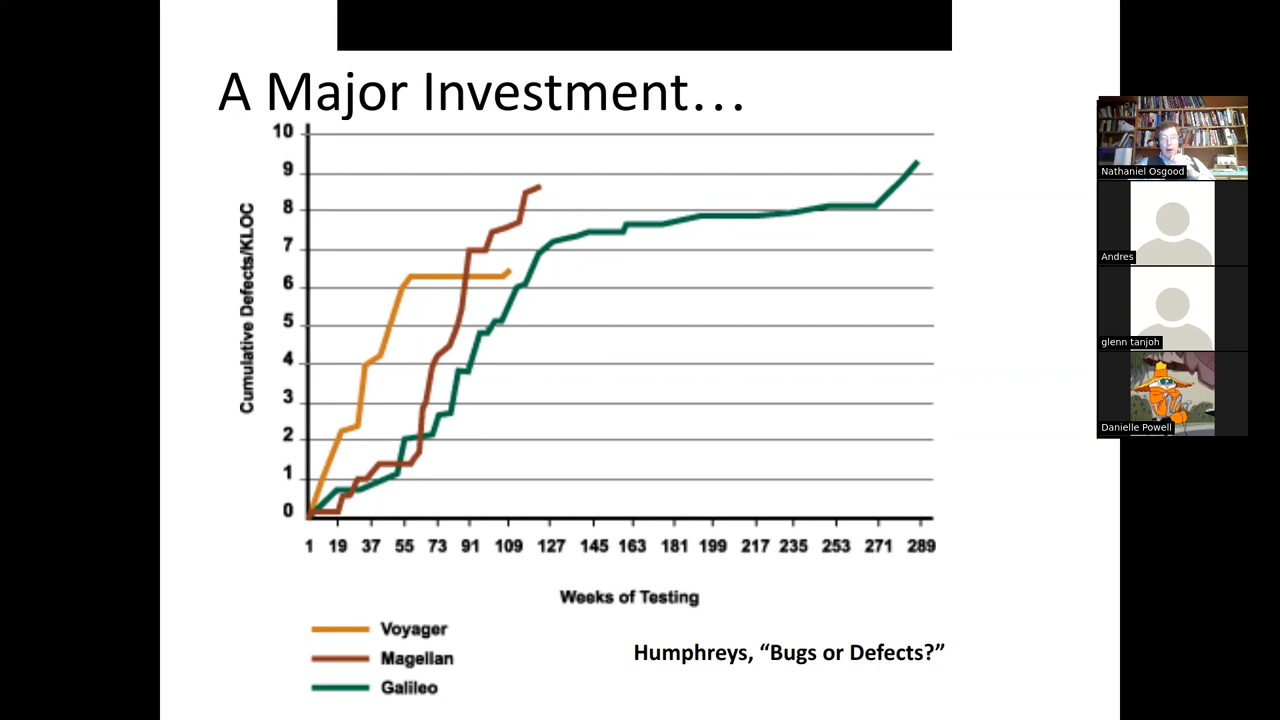 A Major Investment…
10
9
8
7
6
5
4
3
2
1
0
Cumulative Defects/KLOC
1 19 37 55 73 91 109 127 145 163 181 199 217 235 253 271 289
Weeks of Testing
Voyager
Magellan
Galileo
Humphreys, “Bugs or Defects?”
Nathaniel Osgood
Andres
glenn tanjoh
Danielle Powell